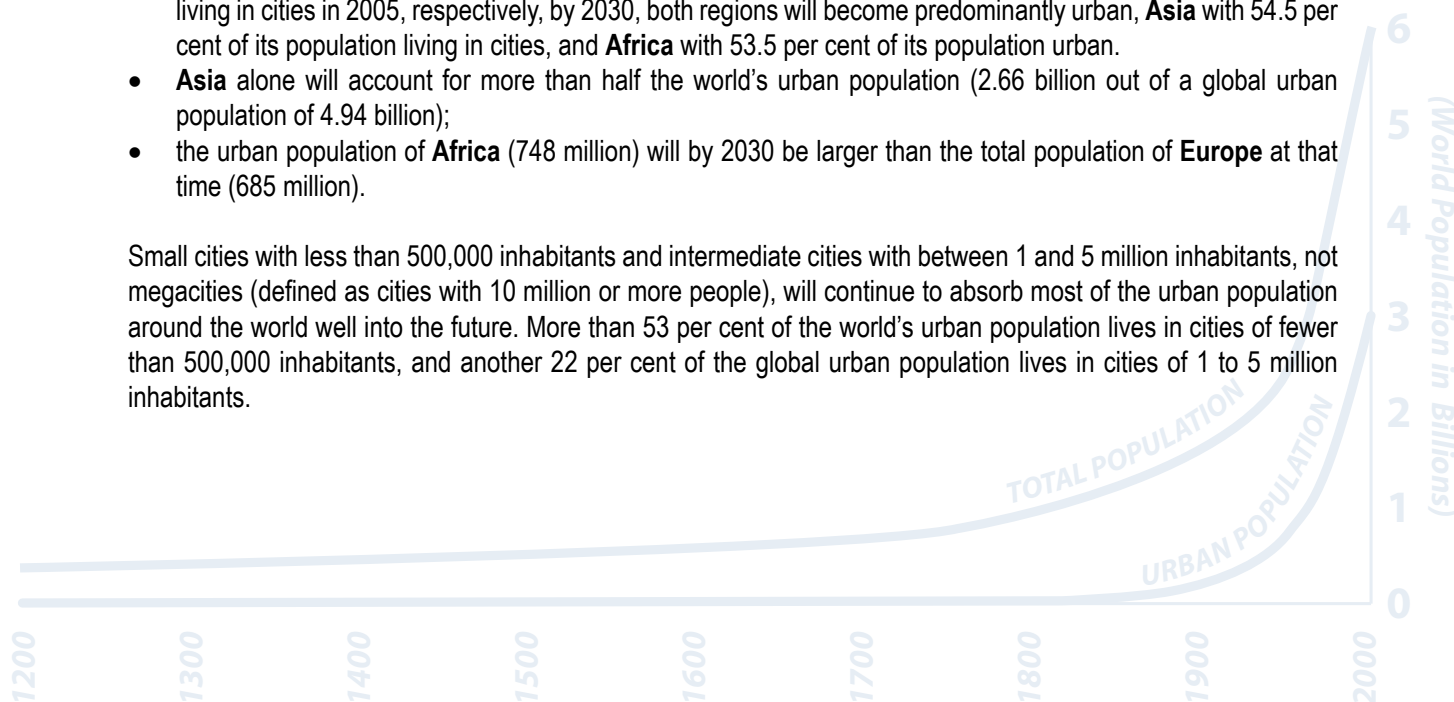 living in cities in 2005, respectively, by 2030, both regions will become predominantly urban, Asia with 54.5 per
cent of its population living in cities, and Africa with 53.5 per cent of its population urban.
• Asia alone will account for more than half the world's urban population (2.66 billion out of a global urban
population of 4.94 billion);
• the urban population of Africa (748 million) will by 2030 be larger than the total population of Europe at that
time (685 million).
Small cities with less than 500,000 inhabitants and intermediate cities with between 1 and 5 million inhabitants, not
megacities (defined as cities with 10 million or more people), will continue to absorb most of the urban population
around the world well into the future. More than 53 per cent of the world's urban population lives in cities of fewer
than 500,000 inhabitants, and another 22 per cent of the global urban population lives in cities of 1 to 5 million
inhabitants.
TOTAL POPULATION
URBAN POPULATION
6
5
4
3
2
1
0
(World Population in Billions)
1200
1300
1400
1500
1600
1700
1800
1900
2000